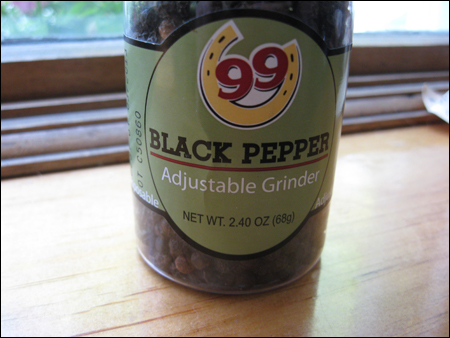 99
BLACK PEPPER
Adjustable Grinder
NET WT. 2.40 OZ (68g)